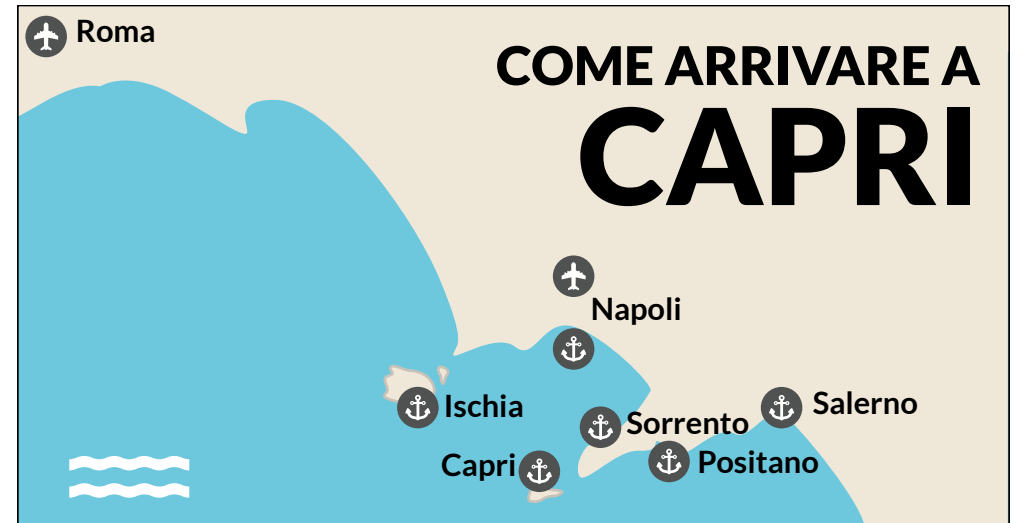 Roma
COME ARRIVARE A
CAPRI
Napoli
Ischia
Salerno
Sorrento
Capri
Positano